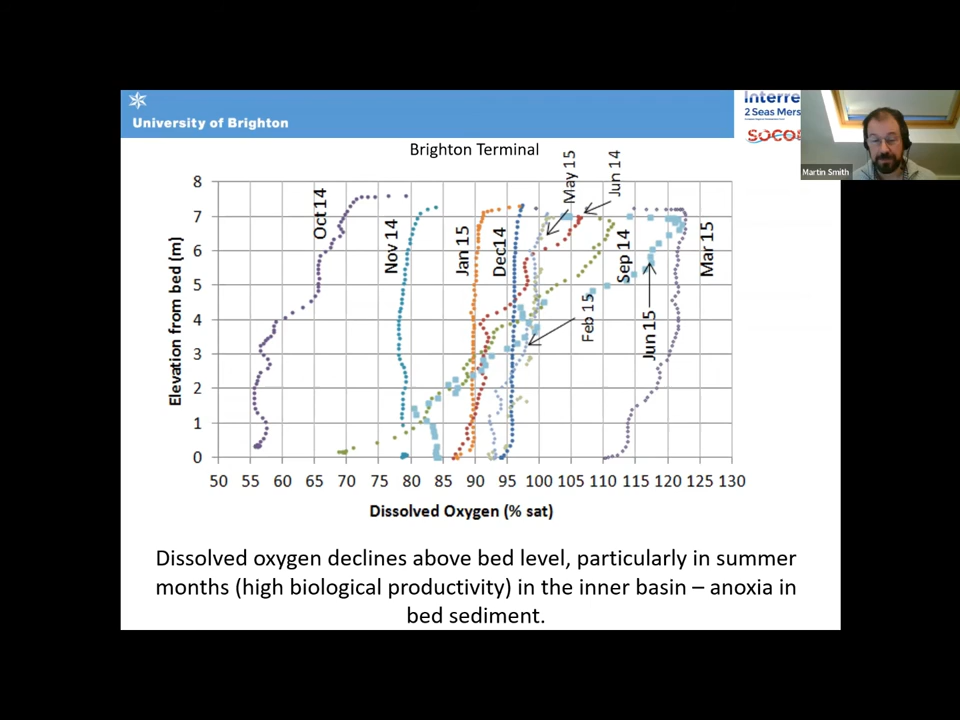 University of Brighton
Interre
2 Seas Mers
SOCO
Martin Smith
Brighton Terminal
8
7
6
5
4
3
2
1
0
Elevation from bed (m)
Oct 14
Nov 14
Jan 15
Dec14
May 15
Jun 14
Sep 14
Mar 15
Feb 15
Jun 15
50 55 60 65 70 75 80 85 90 95 100 105 110 115 120 125 130
Dissolved Oxygen (% sat)
Dissolved oxygen declines above bed level, particularly in summer
months (high biological productivity) in the inner basin – anoxia in
bed sediment.